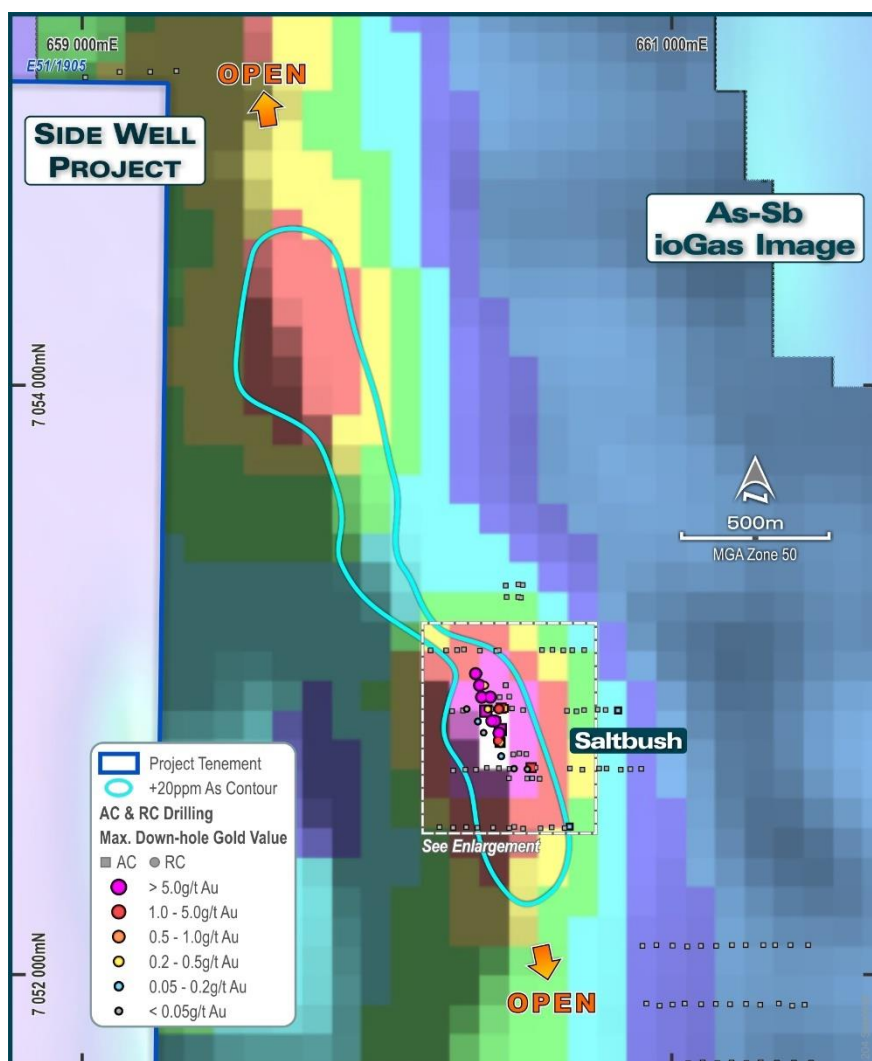 659 000mE
661 000mE
E51/1905
OPEN
SIDE WELL
PROJECT
As-Sb
ioGas Image
7 054 000mN
500m
MGA Zone 50
Saltbush
See Enlargement
Project Tenement
+20ppm As Contour
AC & RC Drilling
Max. Down-hole Gold Value
AC RC
> 5.0g/t Au
1.0 - 5.0g/t Au
0.5 - 1.0g/t Au
0.2 - 0.5g/t Au
0.05 - 0.2g/t Au
< 0.05g/t Au
7 052 000mN
OPEN